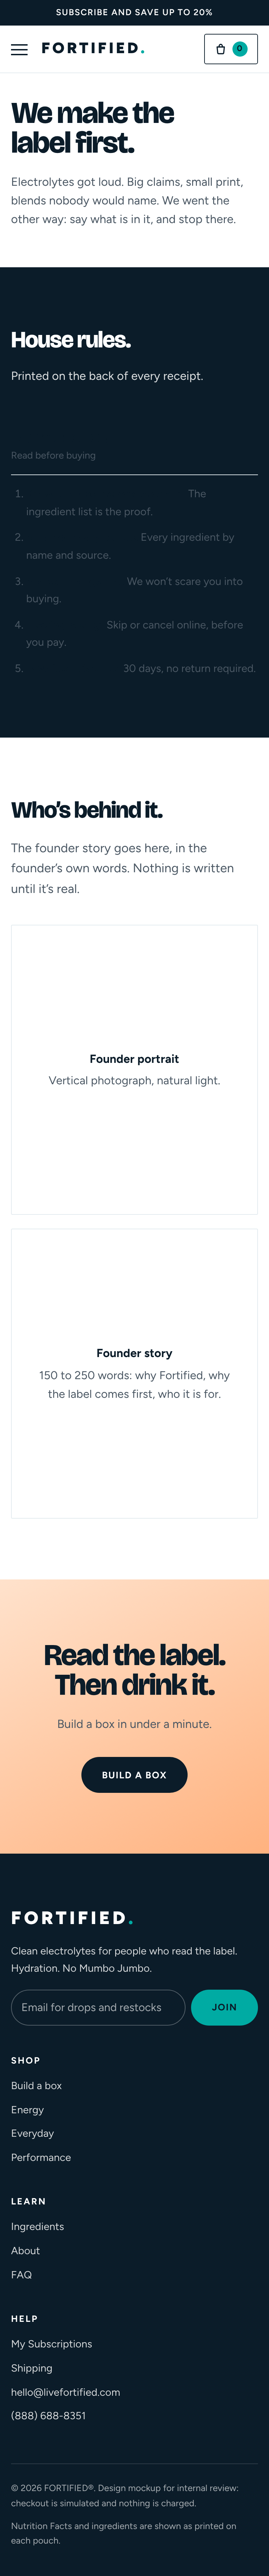 SUBSCRIBE AND SAVE UP TO 20%
FORTIFIED.
0
We make the
label first.
Electrolytes got loud. Big claims, small print,
blends nobody would name. We went the
other way: say what is in it, and stop there.
House rules.
Printed on the back of every receipt.
Read before buying
1. The
ingredient list is the proof.
2. Every ingredient by
name and source.
3. We won't scare you into
buying.
4. Skip or cancel online, before
you pay.
5. 30 days, no return required.
Who's behind it.
The founder story goes here, in the
founder's own words. Nothing is written
until it's real.
Founder portrait
Vertical photograph, natural light.
Founder story
150 to 250 words: why Fortified, why
the label comes first, who it is for.
Read the label.
Then drink it.
Build a box in under a minute.
BUILD A BOX
FORTIFIED.
Clean electrolytes for people who read the label.
Hydration. No Mumbo Jumbo.
Email for drops and restocks
JOIN
SHOP
Build a box
Energy
Everyday
Performance
LEARN
Ingredients
About
FAQ
HELP
My Subscriptions
Shipping
hello@livefortified.com
(888) 688-8351
© 2026 FORTIFIED®. Design mockup for internal review:
checkout is simulated and nothing is charged.
Nutrition Facts and ingredients are shown as printed on
each pouch.